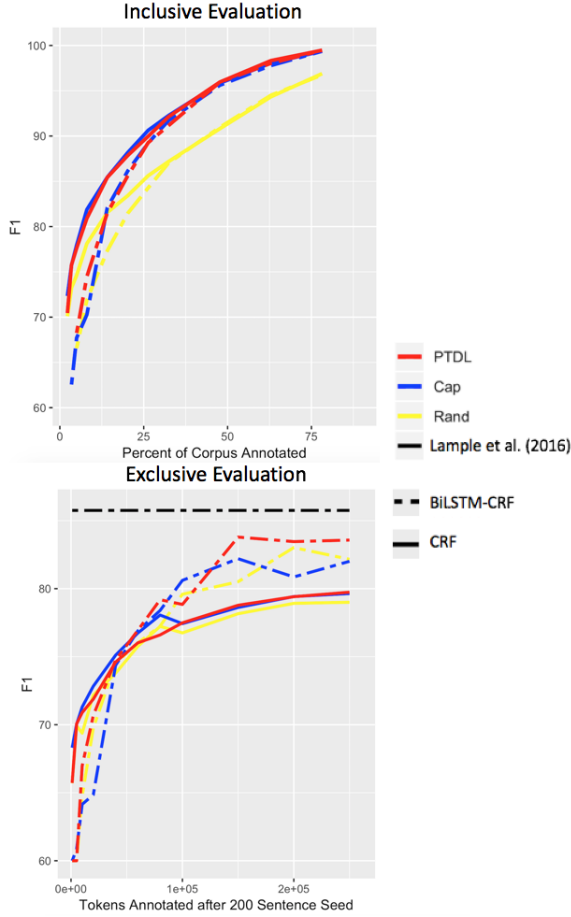 Inclusive Evaluation
100
90
80
70
60
F1
0
25
50
75
Percent of Corpus Annotated
PTDL
Cap
Rand
Lample et al. (2016)
BiLSTM-CRF
CRF
Exclusive Evaluation
80
70
60
F1
0e+00
1e+05
2e+05
Tokens Annotated after 200 Sentence Seed